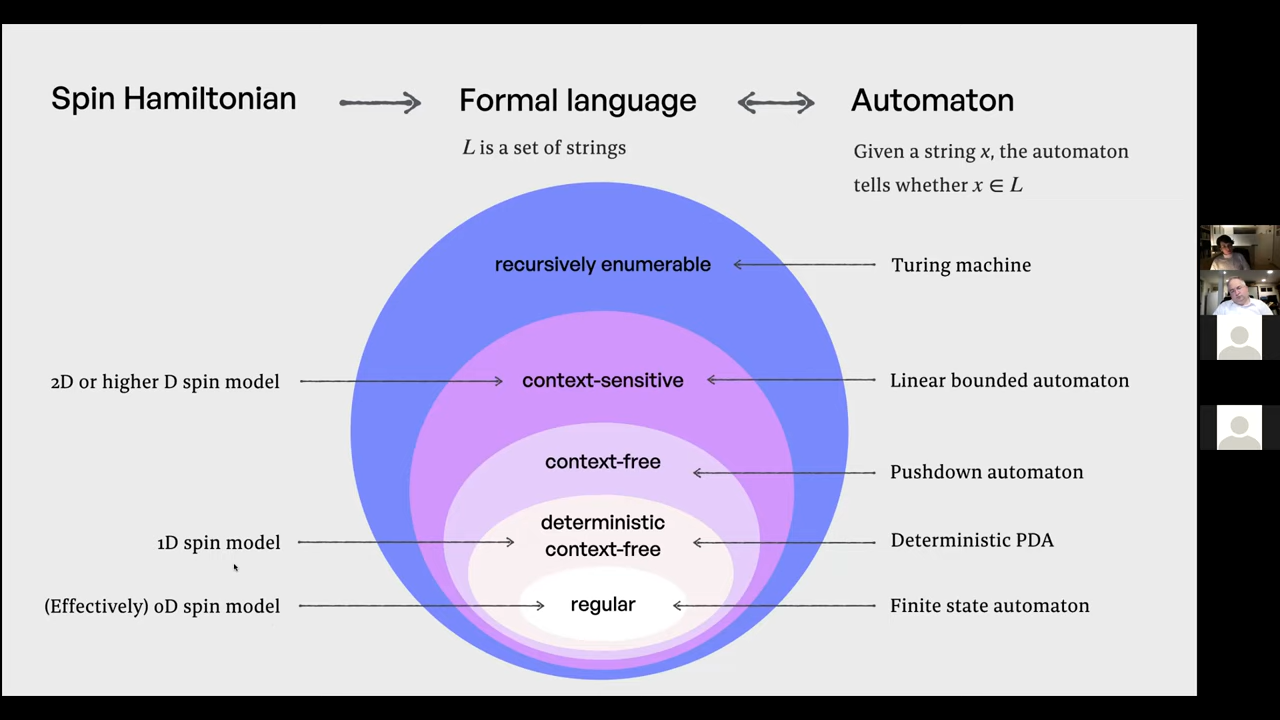 Spin Hamiltonian
Formal language
Automaton
L is a set of strings
Given a string x, the automaton
tells whether x ∈ L
recursively enumerable
Turing machine
2D or higher D spin model
context-sensitive
Linear bounded automaton
context-free
Pushdown automaton
1D spin model
deterministic
context-free
Deterministic PDA
(Effectively) 0D spin model
regular
Finite state automaton